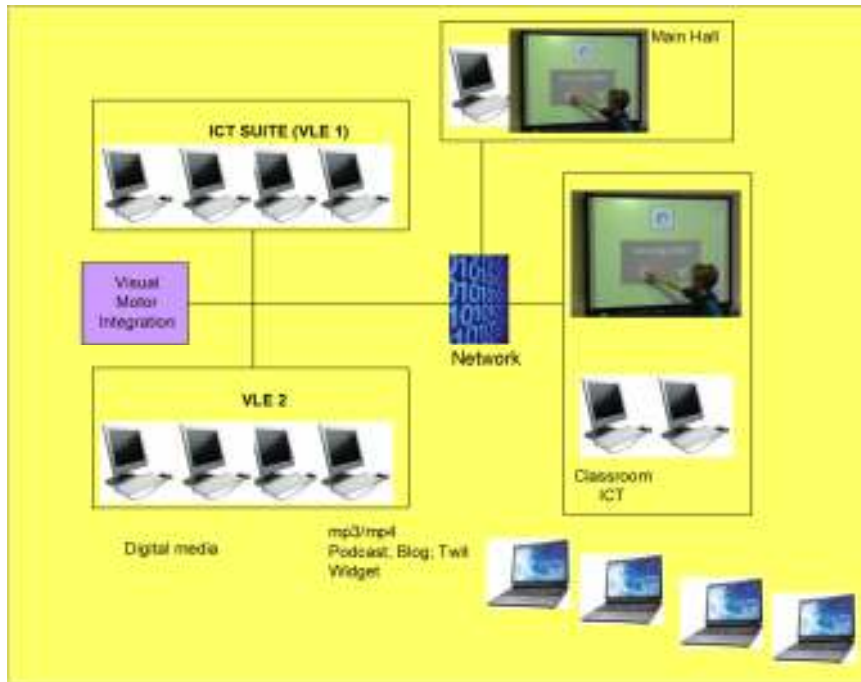 Main Hall
ICT SUITE (VLE 1)
Visual
Motor
Integration
Network
VLE 2
Classroom
ICT
Digital media
mp3/mp4
Podcast, Blog; Twit
Widget